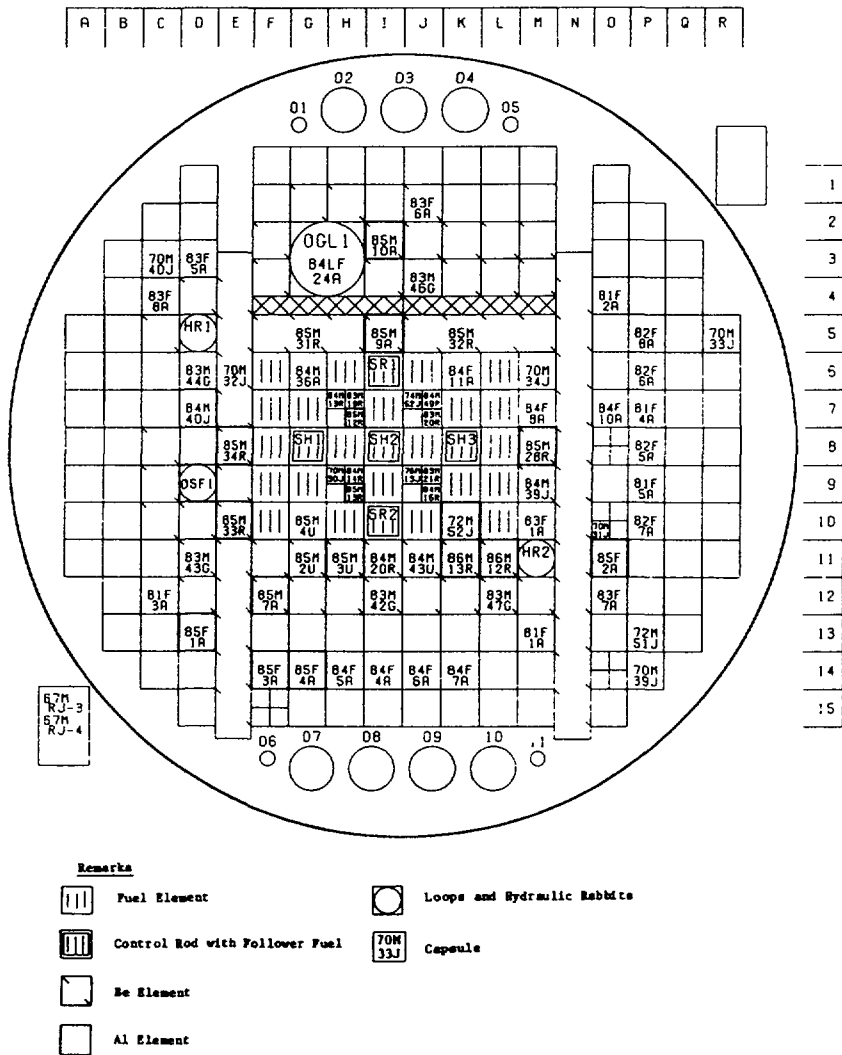 A B C D E F G H I J K L M N O P Q R
02 03 04
01 05
1
83F
6A
2
OGL1 85M
10A
84LF
24A
70M 83F
40J 5A
83M
46G
3
83F
8A
81F
2A
4
HR1 85M 85M 85M 82F 70M
31R 9A 32R 8A 33J
5
83M 70M 84M SR1 84F 70M 82F
44G 32J 36A 11A 34J 6A
6
84M 84F 84F 81F
40J 9A 10A 4A
7
85M SH1 SH2 SH3 85M 82F
34R 28R 5A
8
OSF1 84M 81F
39J 5A
9
85M 85M SR2 72M 83F 82F
33R 4U 52J 1A 7A
10
83M 85M 85M 84M 84M 86M 86M HR2 85F
43G 2U 3U 20R 43U 13R 12R 2A
11
81F 85M 83M 83M 83F
3A 7A 42G 47G 7A
12
85F 81F 72M
1A 1A 51J
13
85F 85F 84F 84F 84F 84F 70M
3A 4A 5A 4A 6A 7A 39J
14
67M
RJ-3
67M
RJ-4
15
06 07 08 09 10 11
Remarks
Fuel Element
Loops and Hydraulic Rabbits
Control Rod with Follower Fuel
70M
33J
Capsule
Be Element
Al Element